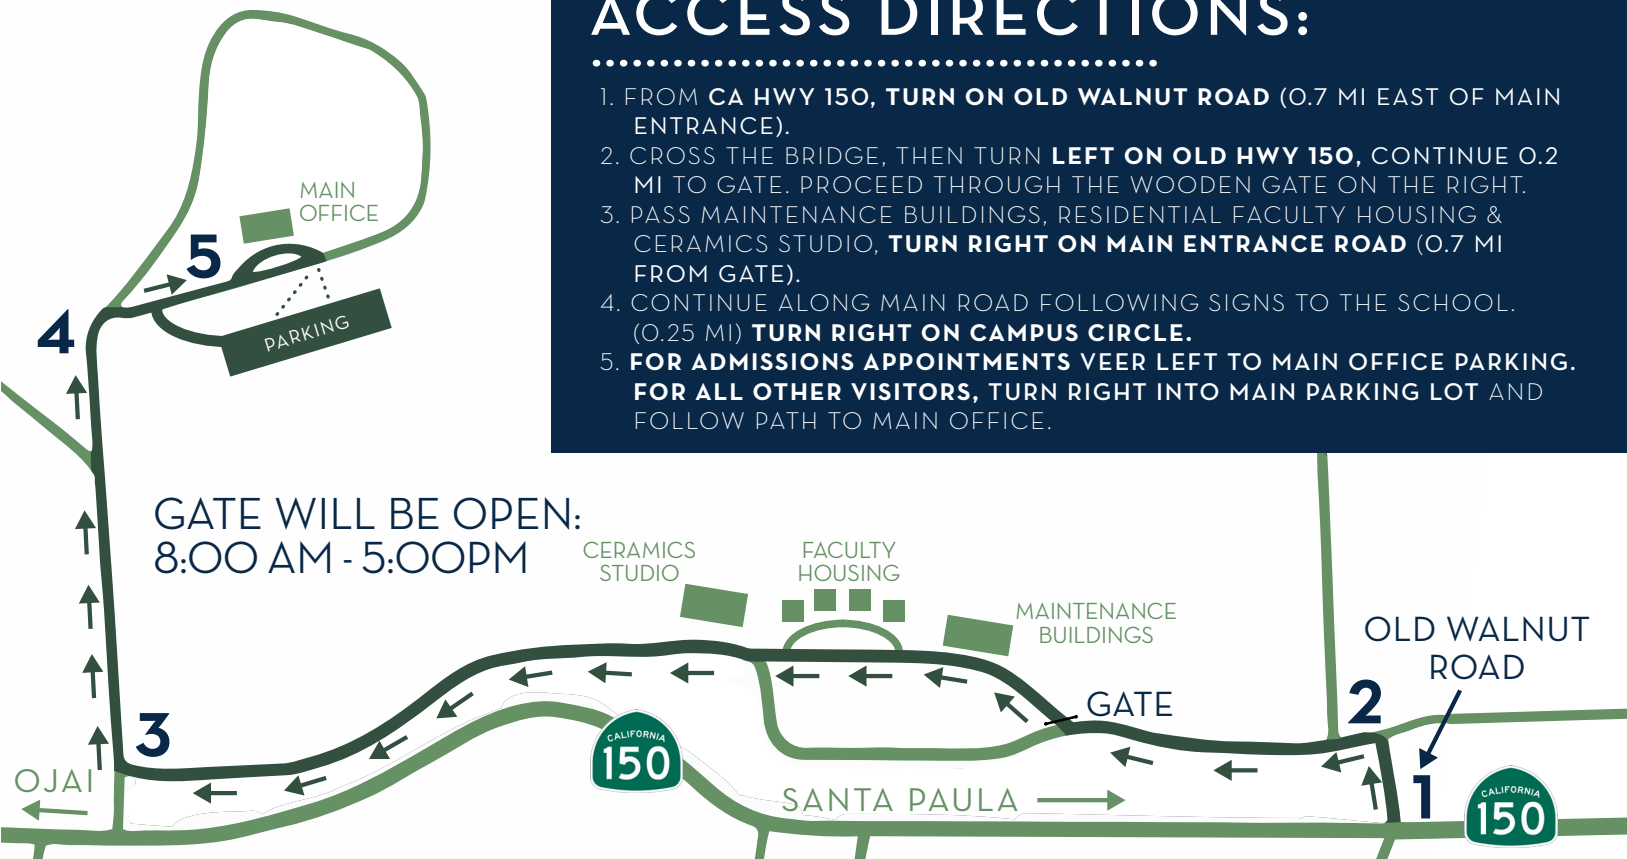 ACCESS DIRECTIONS:
1. FROM CA HWY 150, TURN ON OLD WALNUT ROAD (0.7 MI EAST OF MAIN
ENTRANCE).
2. CROSS THE BRIDGE, THEN TURN LEFT ON OLD HWY 150, CONTINUE 0.2
MI TO GATE. PROCEED THROUGH THE WOODEN GATE ON THE RIGHT.
3. PASS MAINTENANCE BUILDINGS, RESIDENTIAL FACULTY HOUSING &
CERAMICS STUDIO, TURN RIGHT ON MAIN ENTRANCE ROAD (0.7 MI
FROM GATE).
4. CONTINUE ALONG MAIN ROAD FOLLOWING SIGNS TO THE SCHOOL.
(0.25 MI) TURN RIGHT ON CAMPUS CIRCLE.
5. FOR ADMISSIONS APPOINTMENTS VEER LEFT TO MAIN OFFICE PARKING.
FOR ALL OTHER VISITORS, TURN RIGHT INTO MAIN PARKING LOT AND
FOLLOW PATH TO MAIN OFFICE.
MAIN
OFFICE
5
4
PARKING
GATE WILL BE OPEN:
8:00 AM - 5:00PM
CERAMICS
STUDIO
FACULTY
HOUSING
MAINTENANCE
BUILDINGS
OLD WALNUT
ROAD
2
GATE
3
CALIFORNIA
150
OJAI
SANTA PAULA
1
CALIFORNIA
150